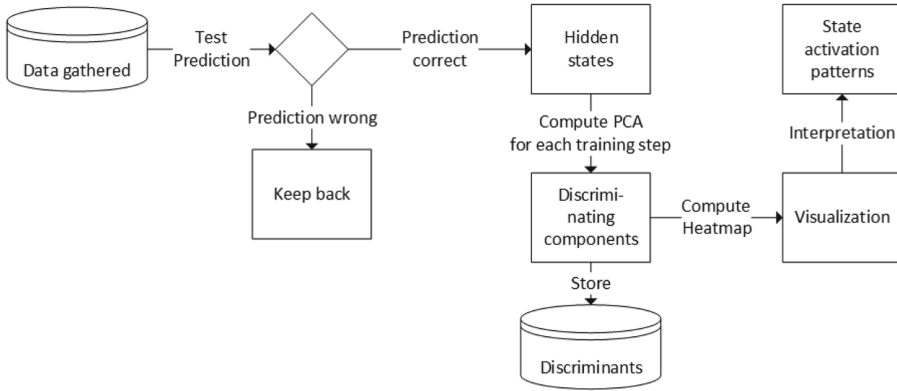 Data gathered
Test
Prediction
Prediction
correct
Hidden
states
State
activation
patterns
Prediction wrong
Keep back
Compute PCA
for each training step
Interpretation
Discrimi-
nating
components
Compute
Heatmap
Visualization
Store
Discriminants